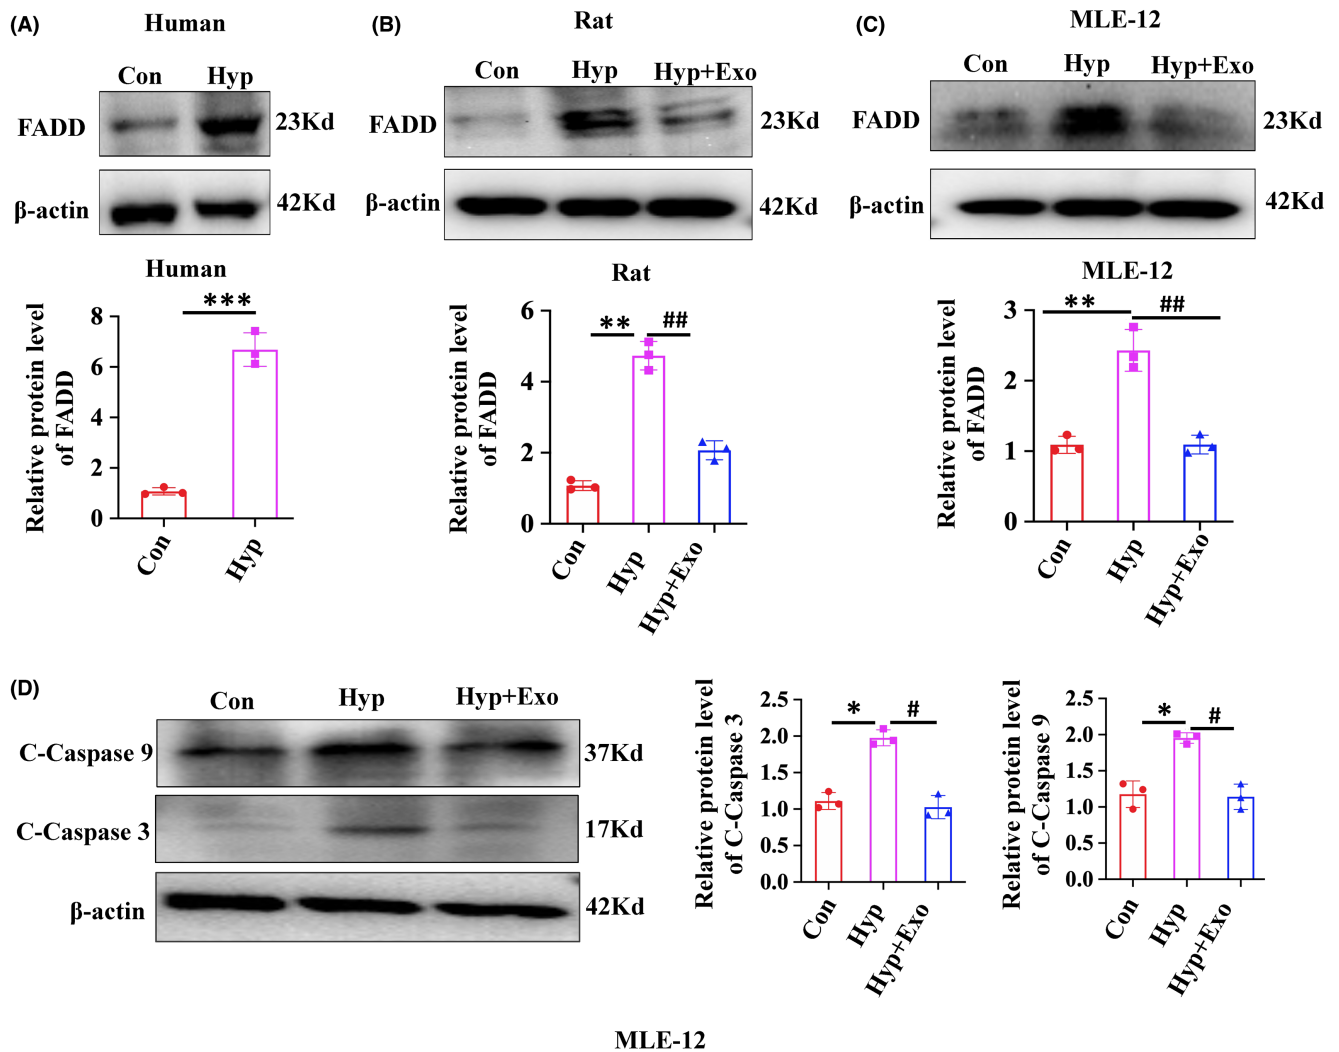 (A)
Human
Con Hyp
FADD 23Kd
β-actin 42Kd
Human
***
Relative protein level
of FADD
8
6
4
2
0
Con
Hyp
(B)
Rat
Con Hyp Hyp+Exo
FADD 23Kd
β-actin 42Kd
Rat
** ##
Relative protein level
of FADD
6
4
2
0
Con
Hyp
Hyp+Exo
(C)
MLE-12
Con Hyp Hyp+Exo
FADD 23Kd
β-actin 42Kd
MLE-12
** ##
Relative protein level
of FADD
3
2
1
0
Con
Hyp
Hyp+Exo
(D)
Con Hyp Hyp+Exo
C-Caspase 9 37Kd
C-Caspase 3 17Kd
β-actin 42Kd
* #
Relative protein level
of C-Caspase 3
2.5
2.0
1.5
1.0
0.5
0.0
Con
Hyp
Hyp+Exo
* #
Relative protein level
of C-Caspase 9
2.5
2.0
1.5
1.0
0.5
0.0
Con
Hyp
Hyp+Exo
MLE-12